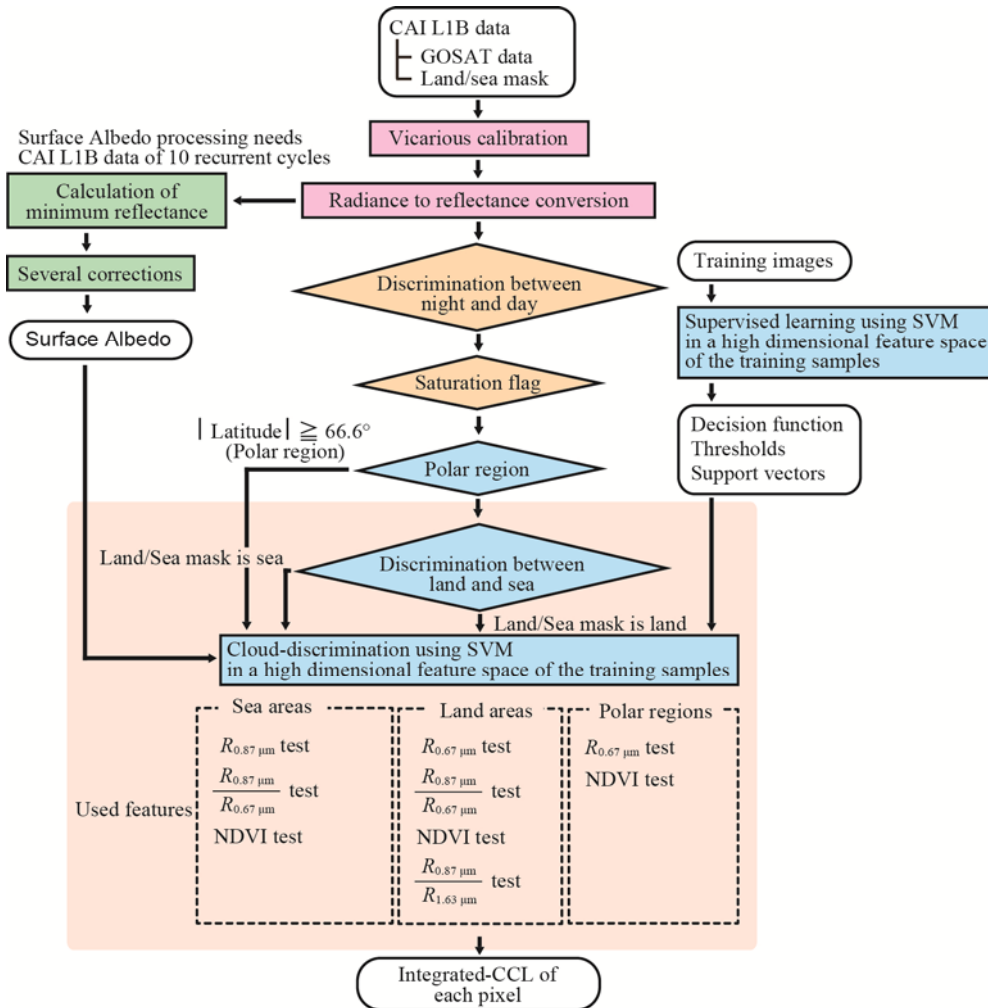 CAI L1B data
GOSAT data
Land/sea mask
Vicarious calibration
Surface Albedo processing needs
CAI L1B data of 10 recurrent cycles
Calculation of
minimum reflectance
Radiance to reflectance conversion
Several corrections
Surface Albedo
Discrimination between
night and day
Training images
Supervised learning using SVM
in a high dimensional feature space
of the training samples
Saturation flag
Decision function
Thresholds
Support vectors
| Latitude | ≧ 66.6°
(Polar region)
Polar region
Land/Sea mask is sea
Discrimination between
land and sea
Land/Sea mask is land
Cloud-discrimination using SVM
in a high dimensional feature space of the training samples
Used features
Sea areas
R0.87 μm test
R0.87 μm
R0.67 μm test
NDVI test
Land areas
R0.67 μm test
R0.87 μm
R0.67 μm test
NDVI test
R0.87 μm
R1.63 μm test
Polar regions
R0.67 μm test
NDVI test
Integrated-CCL of
each pixel